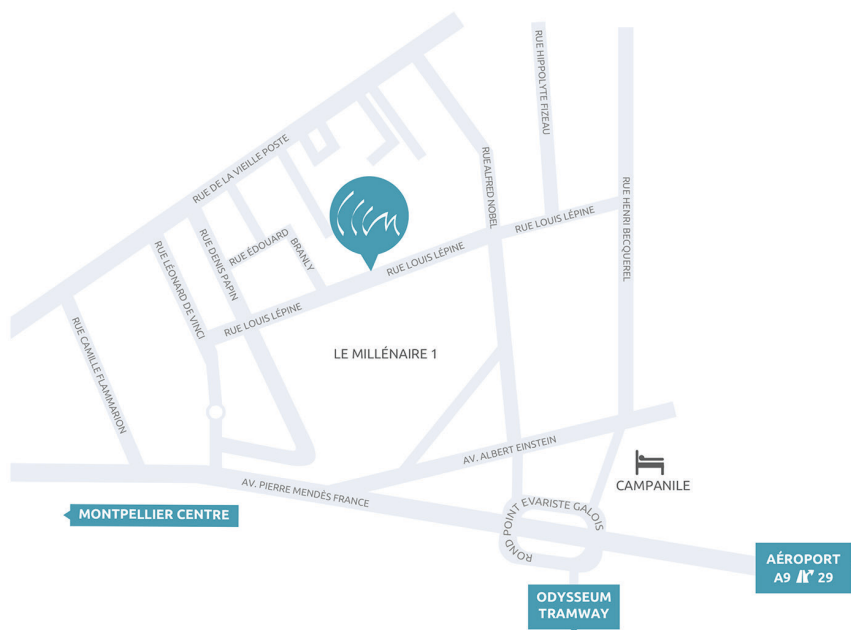 RUE HIPPOLYTE FIZEAU
RUE DE LA VIEILLE POSTE
RUE ALFRED NOBEL
RUE HENRI BECQUEREL
RUE LOUIS LÉPINE
RUE ÉDOUARD
BRANLY
RUE DENIS PAPIN
RUE LÉONARD DE VINCI
RUE LOUIS LÉPINE
RUE LOUIS LÉPINE
RUE CAMILLE FLAMMARION
LE MILLÉNAIRE 1
AV. ALBERT EINSTEIN
CAMPANILE
AV. PIERRE MENDÈS FRANCE
ROND POINT EVARISTE GALOIS
MONTPELLIER CENTRE
AÉROPORT
A9 29
ODYSSEUM
TRAMWAY